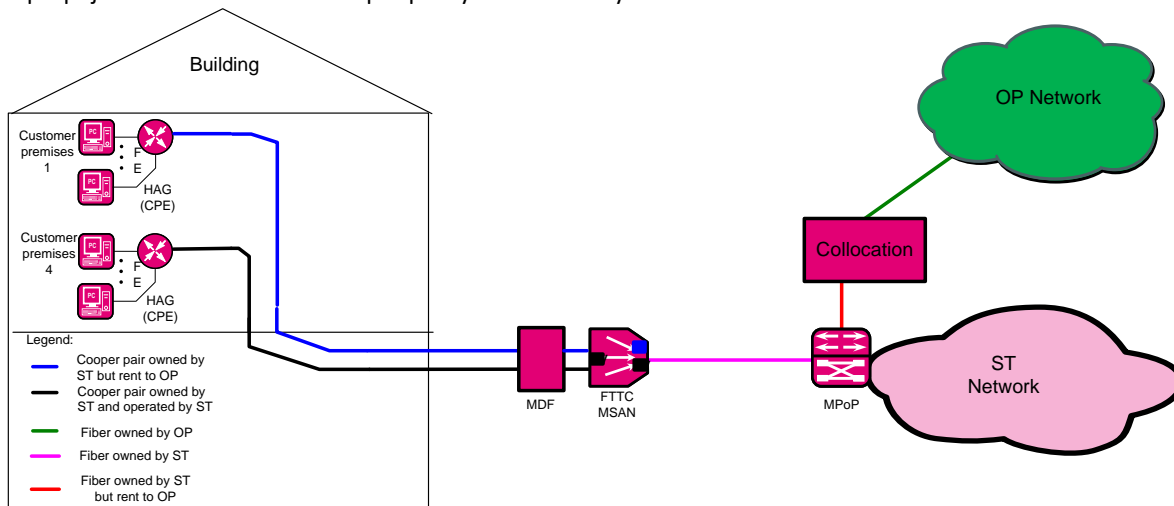 Building
OP Network
Customer
premises
1
PC
F
E
HAG
(CPE)
Customer
premises
4
PC
F
E
HAG
(CPE)
Collocation
Legend:
Cooper pair owned by
ST but rent to OP
Cooper pair owned by
ST and operated by ST
Fiber owned by OP
Fiber owned by ST
Fiber owned by ST
but rent to OP
MDF
FTTC
MSAN
MPoP
ST
Network